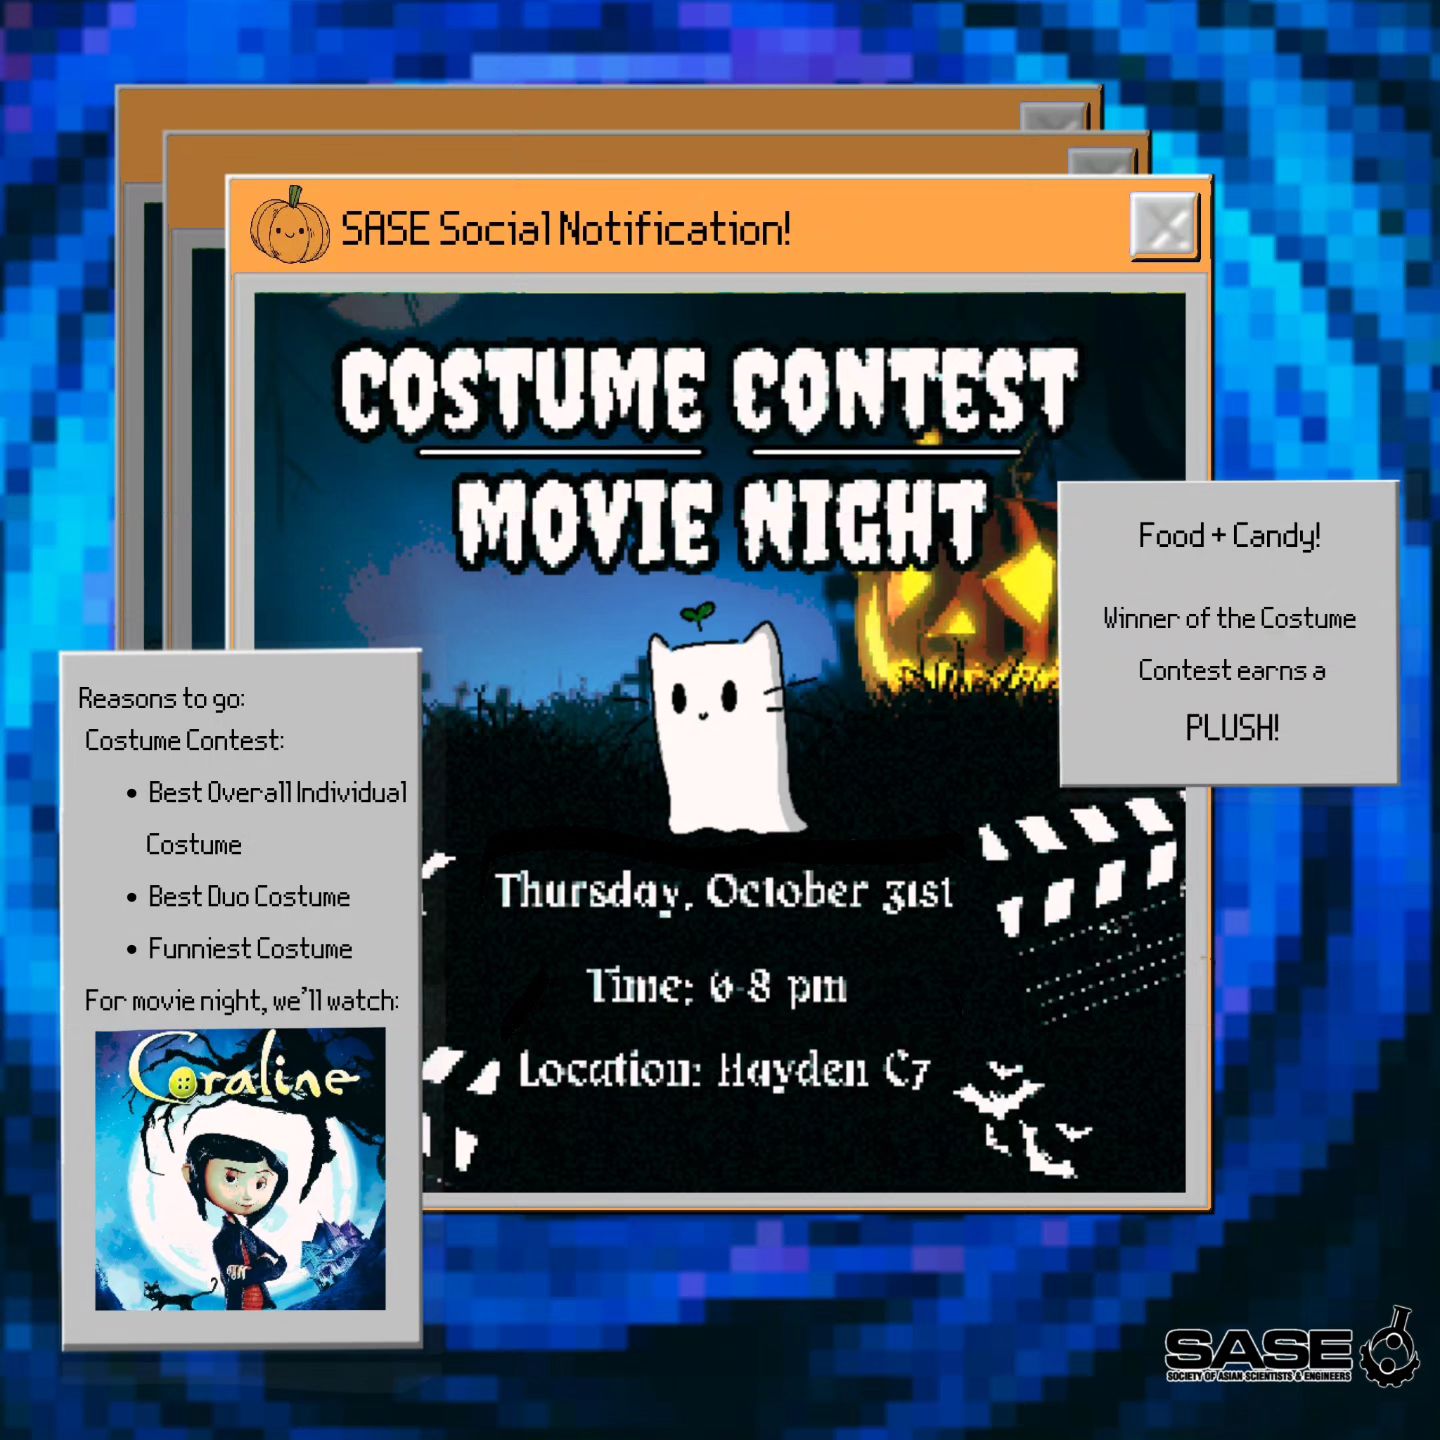 SASE Social Notification!
COSTUME CONTEST
MOVIE NIGHT
Food + Candy!
Winner of the Costume
Contest earns a
PLUSH!
Reasons to go:
Costume Contest:
• Best Overall Individual
Costume
• Best Duo Costume
• Funniest Costume
For movie night, we'll watch:
Coraline
Thursday, October 31st
Time: 6-8 pm
Location: Hayden C7
SASE
SOCIETY OF ASIAN SCIENTISTS & ENGINEERS